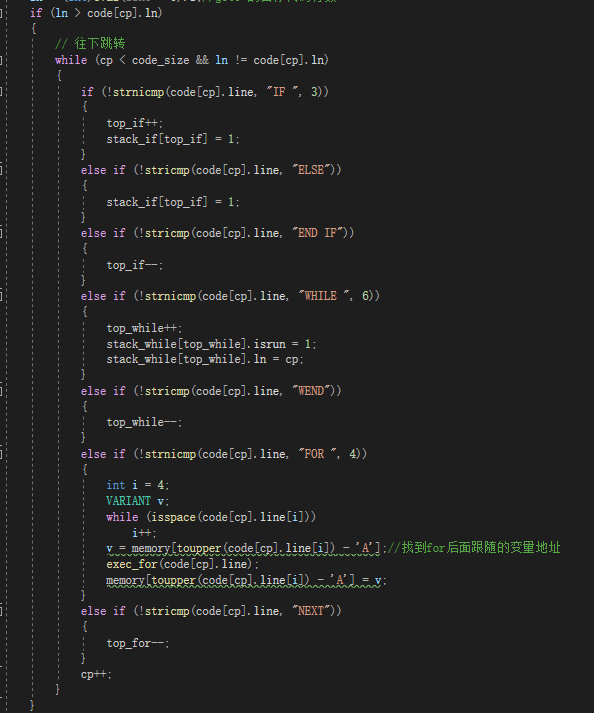 if (ln > code[cp].ln)
{
// 往下跳转
while (cp < code_size && ln != code[cp].ln)
{
if (!strnicmp(code[cp].line, "IF ", 3))
{
top_if++;
stack_if[top_if] = 1;
}
else if (!stricmp(code[cp].line, "ELSE"))
{
stack_if[top_if] = 1;
}
else if (!stricmp(code[cp].line, "END IF"))
{
top_if--;
}
else if (!strnicmp(code[cp].line, "WHILE ", 6))
{
top_while++;
stack_while[top_while].isrun = 1;
stack_while[top_while].ln = cp;
}
else if (!stricmp(code[cp].line, "WEND"))
{
top_while--;
}
else if (!strnicmp(code[cp].line, "FOR ", 4))
{
int i = 4;
VARIANT v;
while (isspace(code[cp].line[i]))
i++;
v = memory[toupper(code[cp].line[i]) - 'A'];//找到for后面跟随的变量地址
exec_for(code[cp].line);
memory[toupper(code[cp].line[i]) - 'A'] = v;
}
else if (!stricmp(code[cp].line, "NEXT"))
{
top_for--;
}
cp++;
}
}